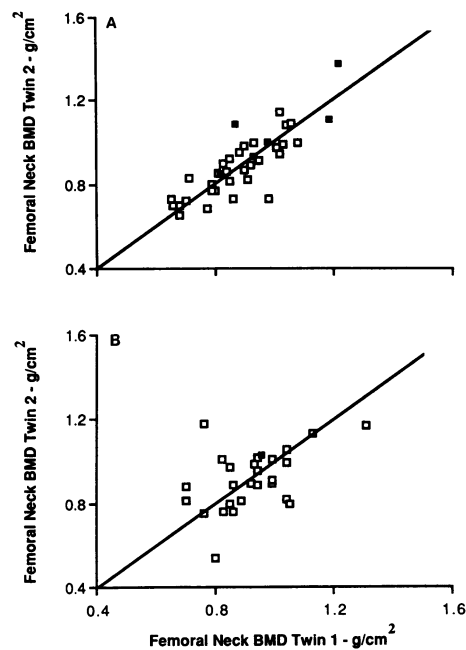 A
Femoral Neck BMD Twin 2 - g/cm²
1.6
1.2
0.8
0.4
B
Femoral Neck BMD Twin 2 - g/cm²
1.6
1.2
0.8
0.4
0.4 0.8 1.2 1.6
Femoral Neck BMD Twin 1 - g/cm²